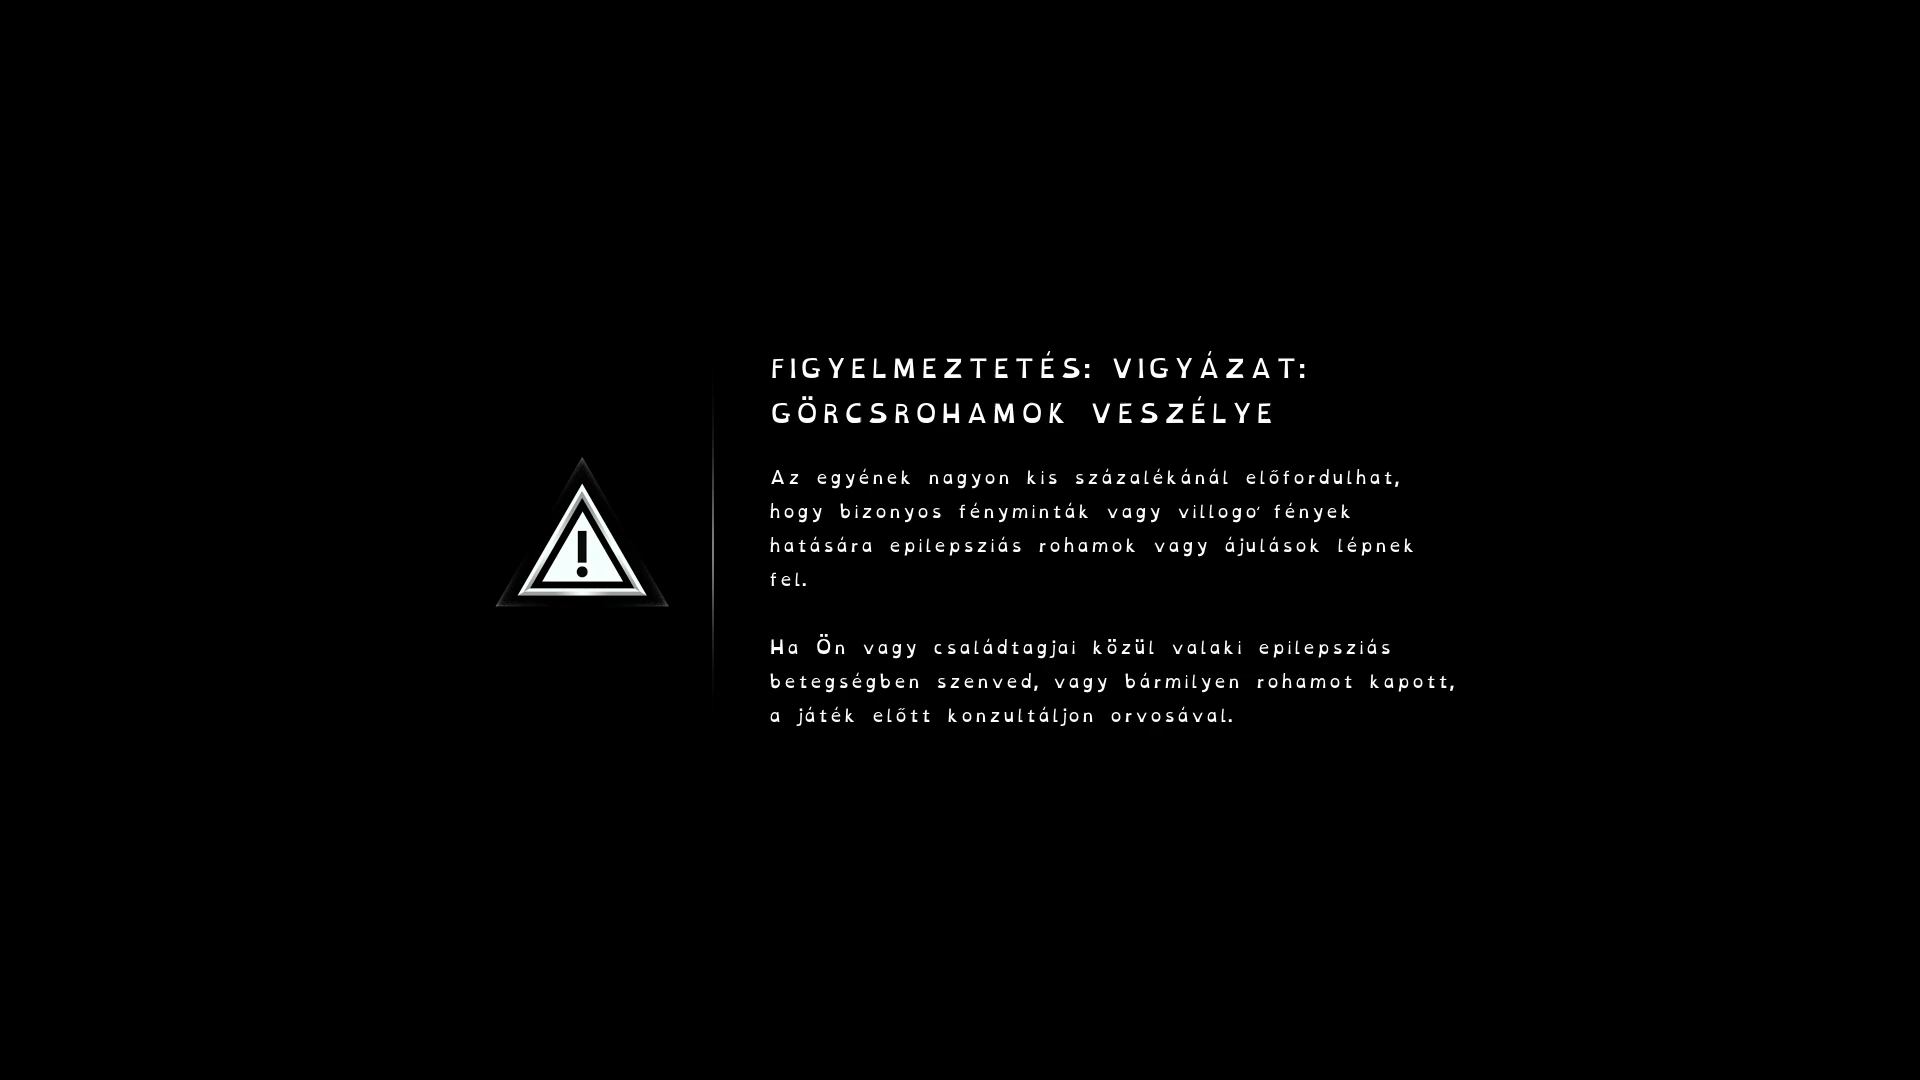 FIGYELMEZTETÉS: VIGYÁZAT:
GÖRCSROHAMOK VESZÉLYE
Az egyének nagyon kis százalékánál előfordulhat,
hogy bizonyos fényminták vagy villogó fények
hatására epilepsziás rohamok vagy ájulások lépnek
fel.
Ha Ön vagy családtagjai közül valaki epilepsziás
betegségben szenved, vagy bármilyen rohamot kapott,
a játék előtt konzultáljon orvosával.